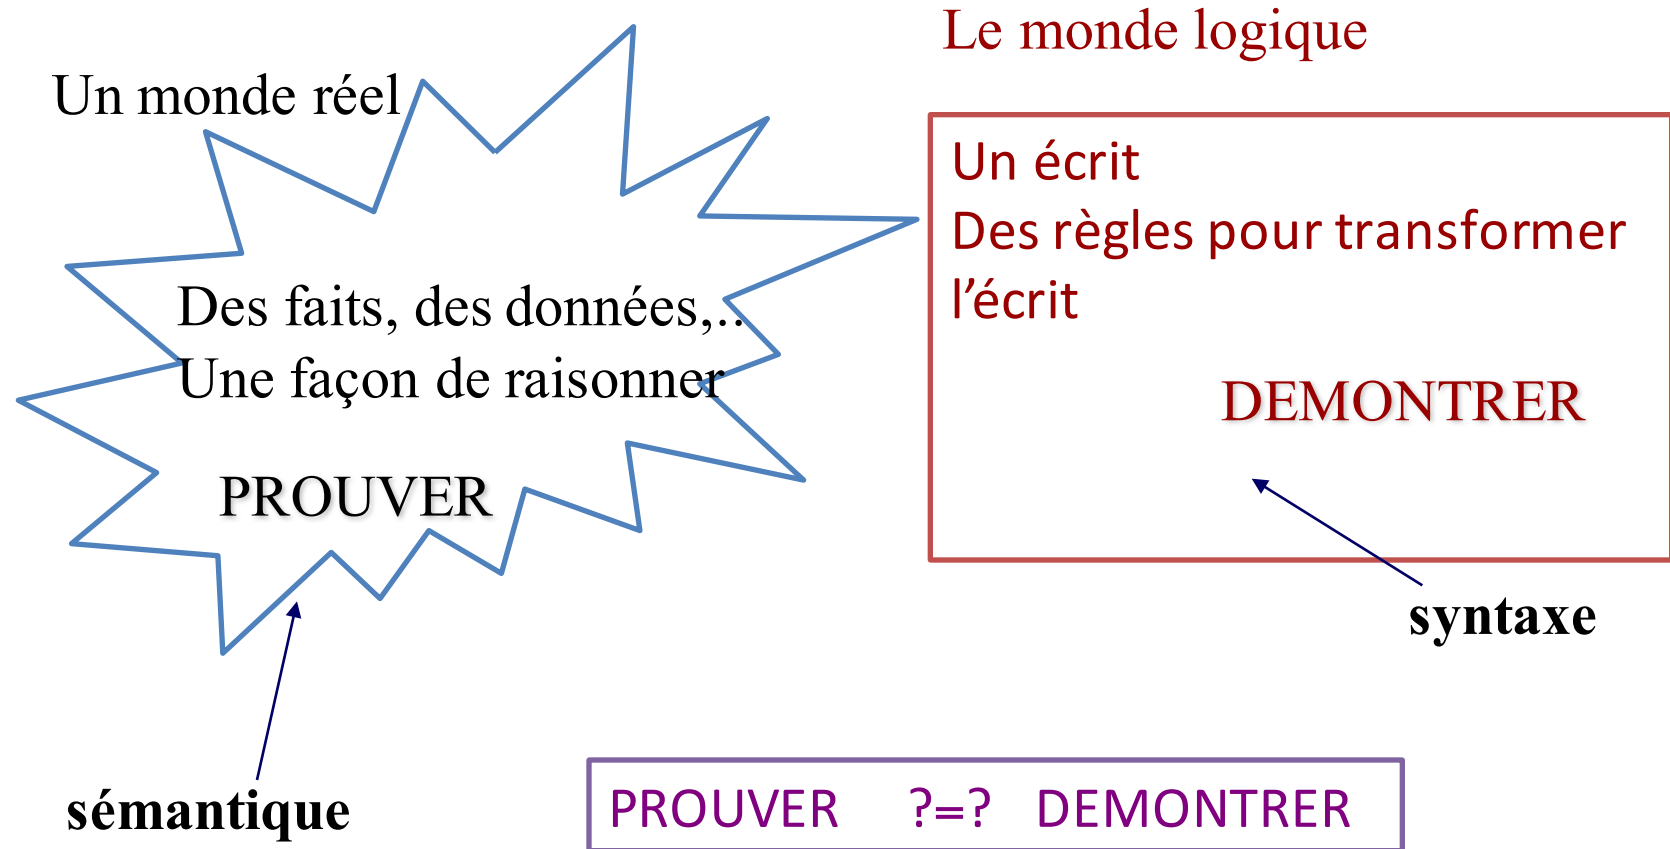 Le monde logique
Un monde réel
Un écrit
Des règles pour transformer
l’écrit
Des faits, des données,..
Une façon de raisonner
DEMONTRER
PROUVER
syntaxe
sémantique
PROUVER ?=? DEMONTRER